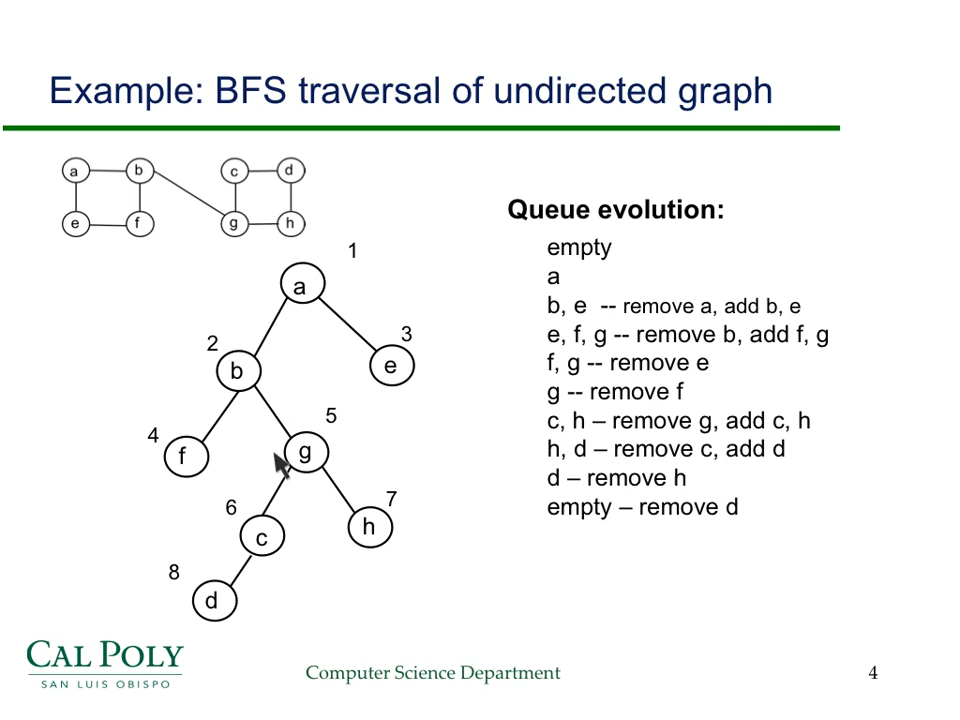 Example: BFS traversal of undirected graph
a b c d
e f g h
Queue evolution:
empty
a
b, e -- remove a, add b, e
e, f, g -- remove b, add f, g
f, g -- remove e
g -- remove f
c, h – remove g, add c, h
h, d – remove c, add d
d – remove h
empty – remove d
1
a
2
3
b
e
4
5
f
g
6
7
c
h
8
d
CAL POLY
SAN LUIS OBISPO
Computer Science Department
4